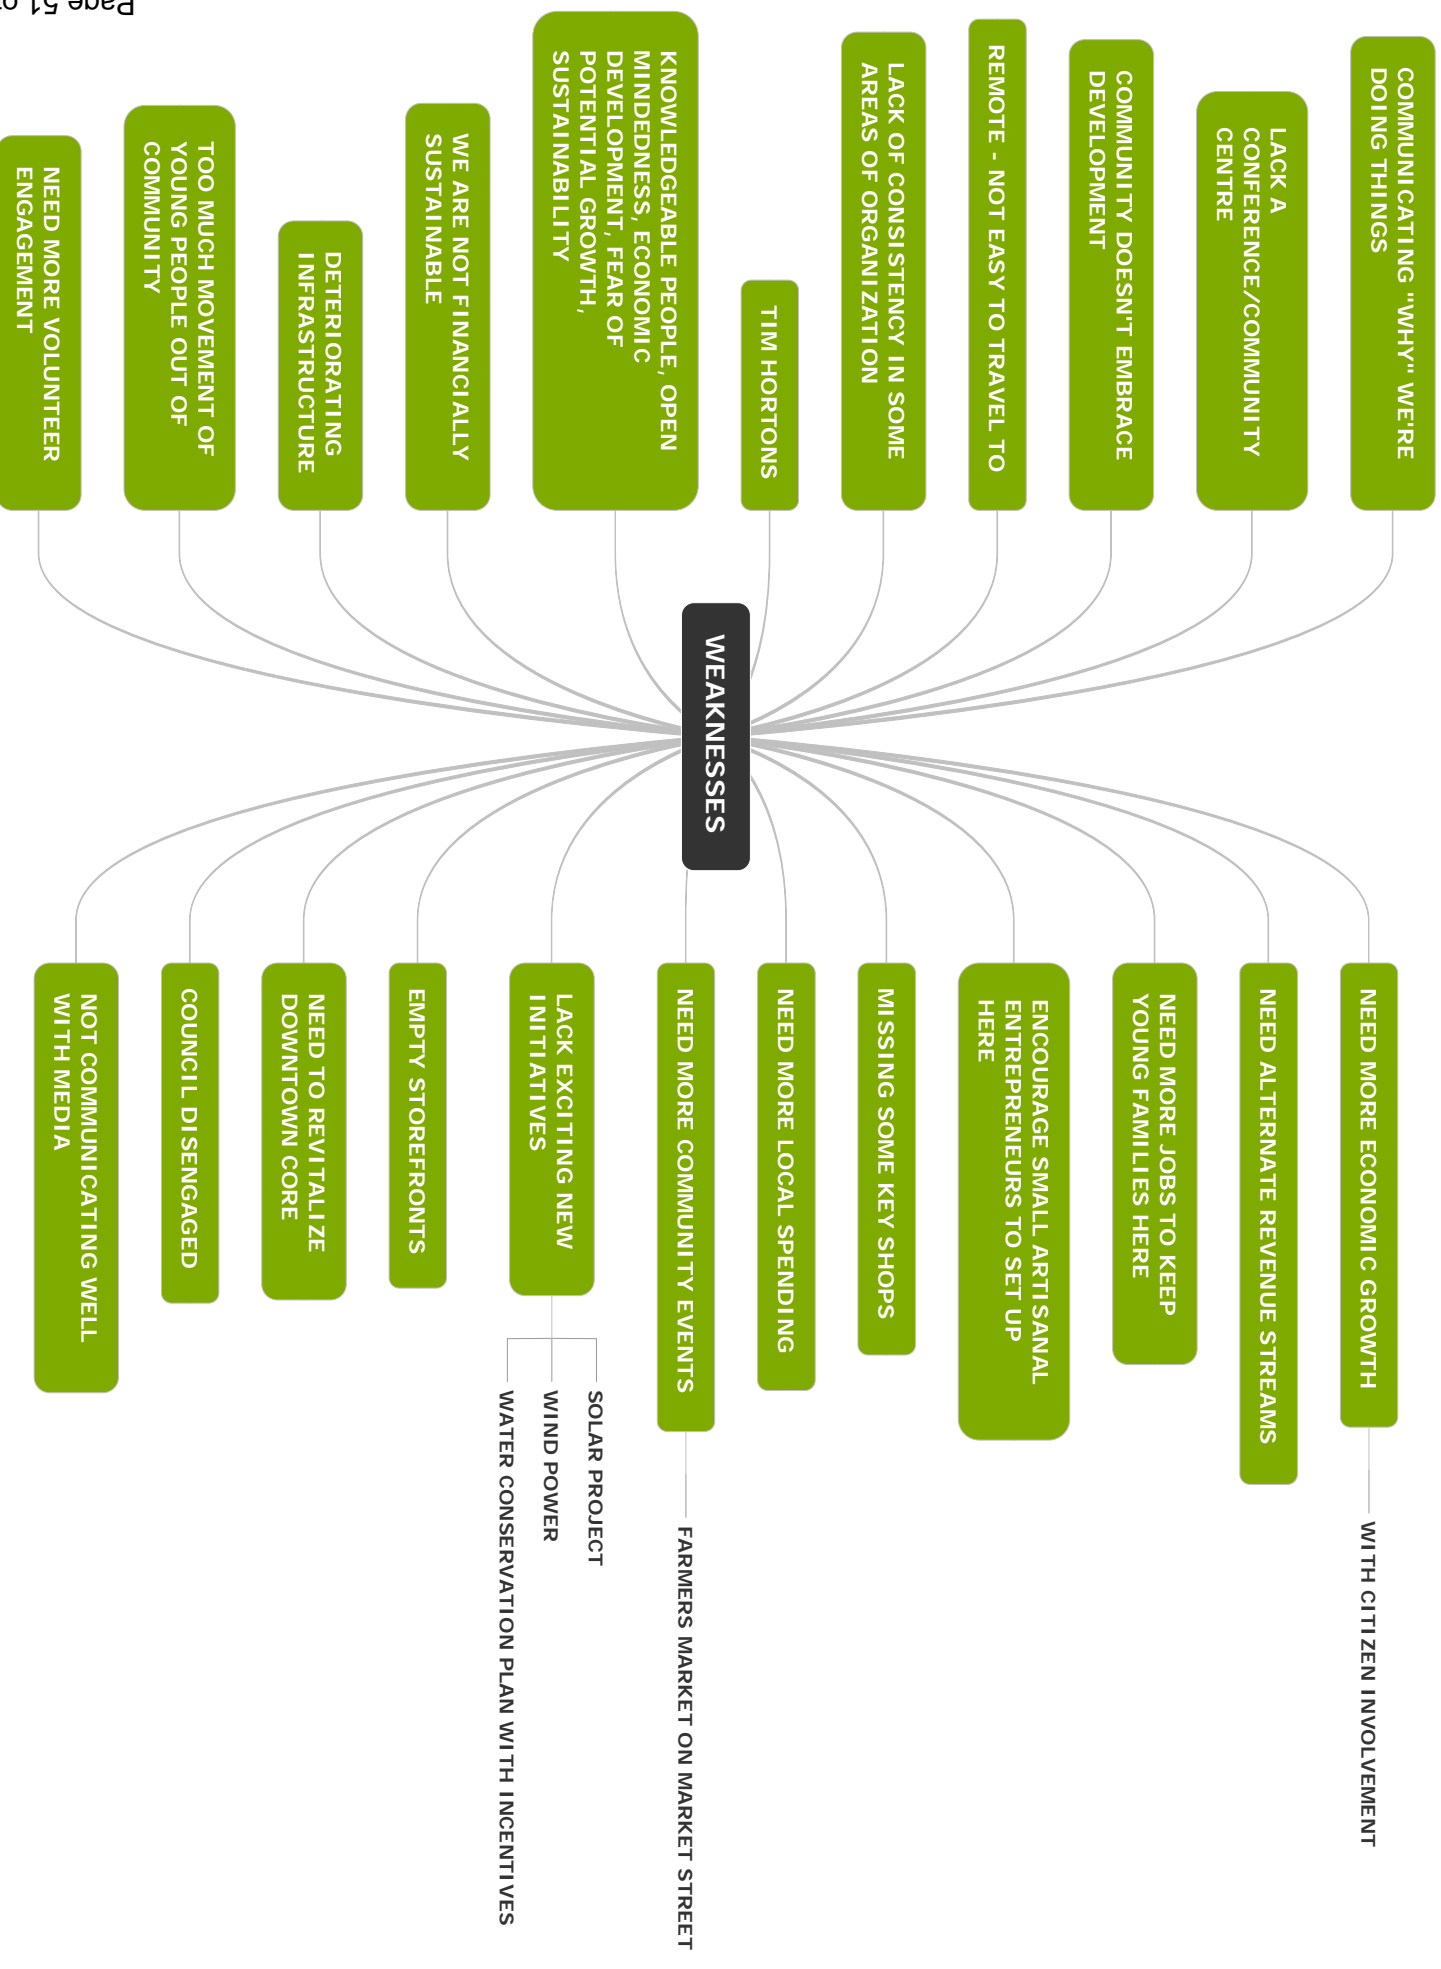 WEAKNESSES
NEED MORE ECONOMIC GROWTH
WITH CITIZEN INVOLVEMENT
NEED ALTERNATE REVENUE STREAMS
NEED MORE JOBS TO KEEP
YOUNG FAMILIES HERE
ENCOURAGE SMALL ARTISANAL
ENTREPRENEURS TO SET UP
HERE
MISSING SOME KEY SHOPS
NEED MORE LOCAL SPENDING
NEED MORE COMMUNITY EVENTS
FARMERS MARKET ON MARKET STREET
LACK EXCITING NEW
INITIATIVES
SOLAR PROJECT
WIND POWER
WATER CONSERVATION PLAN WITH INCENTIVES
EMPTY STOREFRONTS
NEED TO REVITALIZE
DOWNTOWN CORE
COUNCIL DISENGAGED
NOT COMMUNICATING WELL
WITH MEDIA
COMMUNICATING "WHY" WE'RE
DOING THINGS
LACK A
CONFERENCE/COMMUNITY
CENTRE
COMMUNITY DOESN'T EMBRACE
DEVELOPMENT
REMOTE - NOT EASY TO TRAVEL TO
LACK OF CONSISTENCY IN SOME
AREAS OF ORGANIZATION
TIM HORTONS
KNOWLEDGEABLE PEOPLE, OPEN
MINDEDNESS, ECONOMIC
DEVELOPMENT, FEAR OF
POTENTIAL GROWTH,
SUSTAINABILITY
WE ARE NOT FINANCIALLY
SUSTAINABLE
DETERIORATING
INFRASTRUCTURE
TOO MUCH MOVEMENT OF
YOUNG PEOPLE OUT OF
COMMUNITY
NEED MORE VOLUNTEER
ENGAGEMENT
Page 51